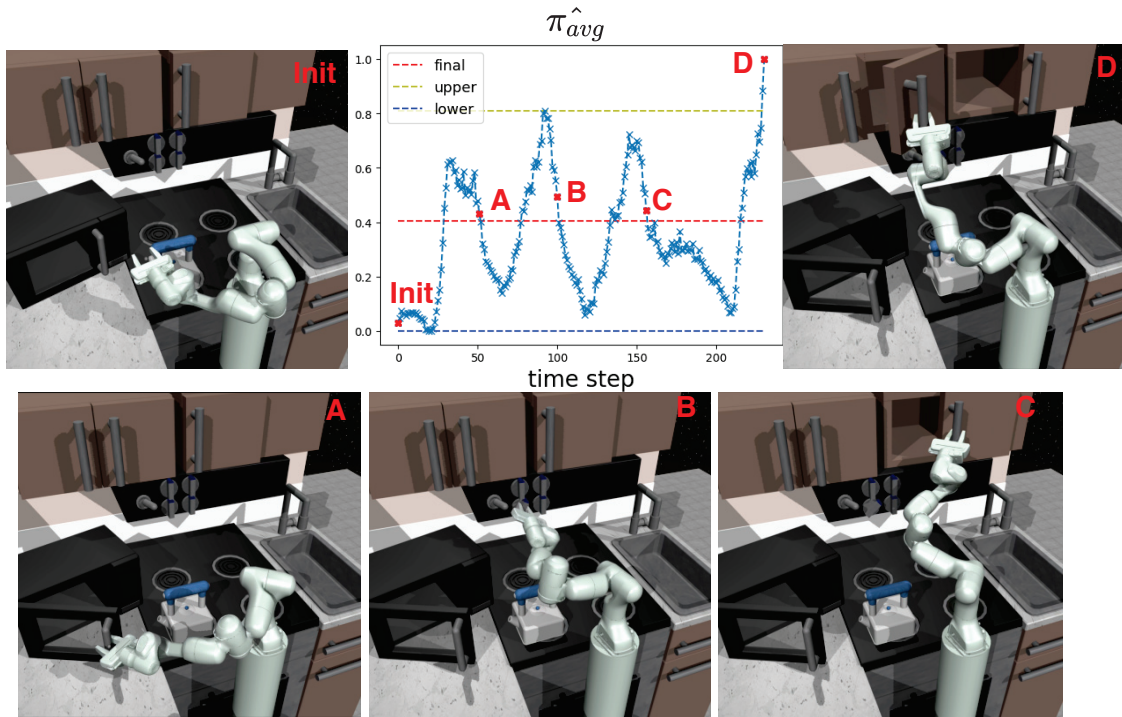 π̂_avg
Init
1.0
0.8
0.6
0.4
0.2
0.0
final
upper
lower
Init
A
B
C
D
0
50
100
150
200
time step
D
A
B
C